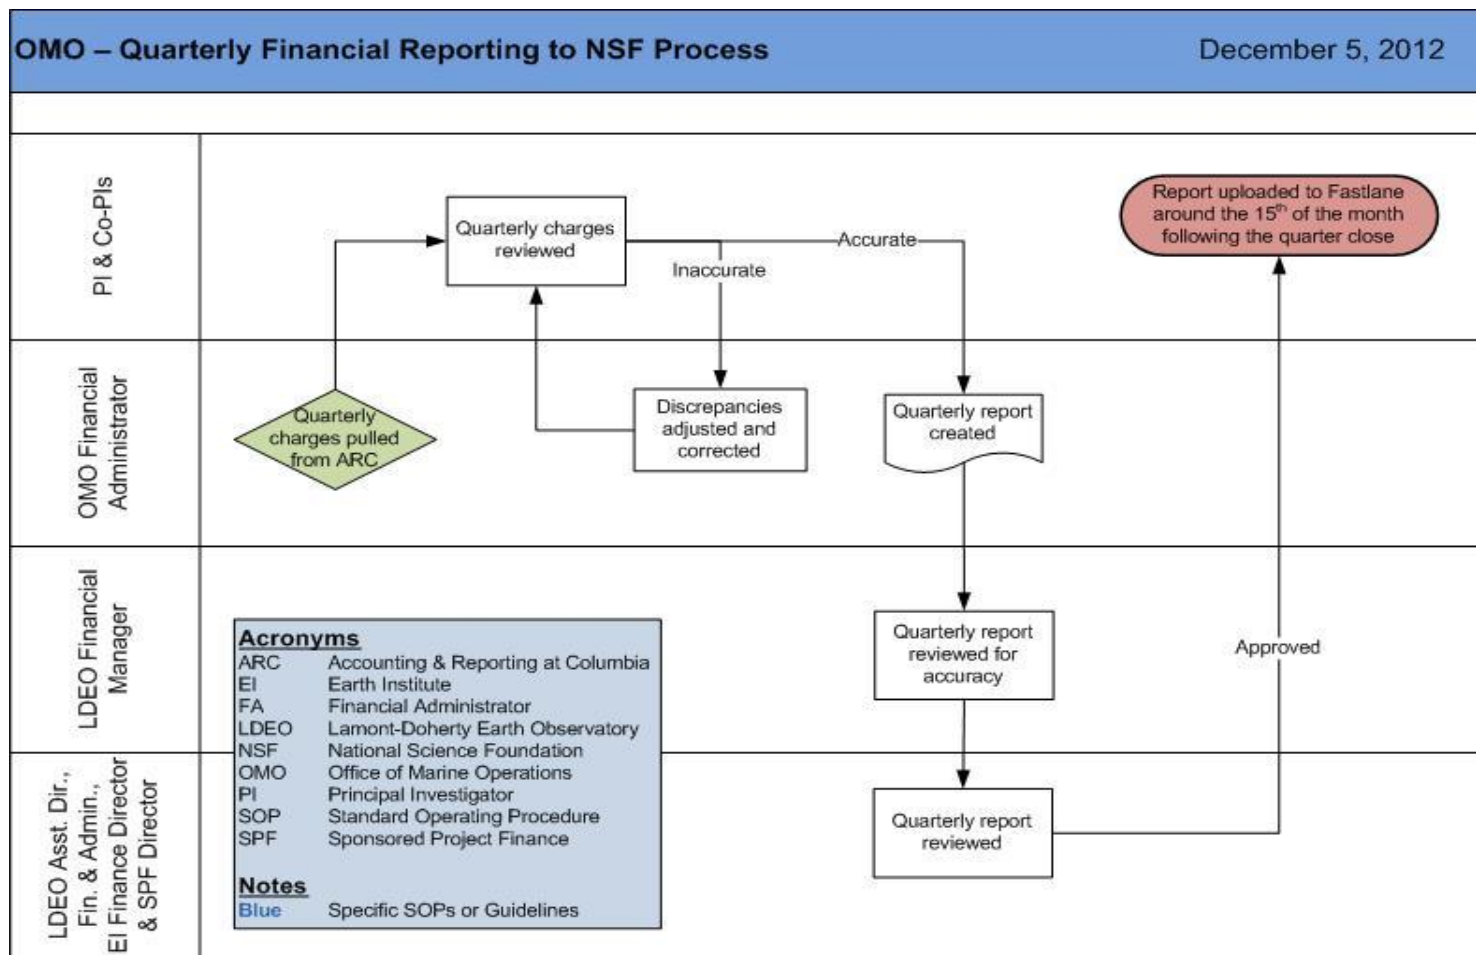 OMO – Quarterly Financial Reporting to NSF Process
December 5, 2012
PI & Co-PIs
Quarterly charges
reviewed
Accurate
Inaccurate
Report uploaded to Fastlane
around the 15th of the month
following the quarter close
OMO Financial
Administrator
Quarterly
charges pulled
from ARC
Discrepancies
adjusted and
corrected
Quarterly report
created
LDEO Financial
Manager
Quarterly report
reviewed for
accuracy
Approved
LDEO Asst. Dir.,
Fin. & Admin.,
EI Finance Director
& SPF Director
Quarterly report
reviewed
Acronyms
ARC Accounting & Reporting at Columbia
EI Earth Institute
FA Financial Administrator
LDEO Lamont-Doherty Earth Observatory
NSF National Science Foundation
OMO Office of Marine Operations
PI Principal Investigator
SOP Standard Operating Procedure
SPF Sponsored Project Finance
Notes
Blue Specific SOPs or Guidelines